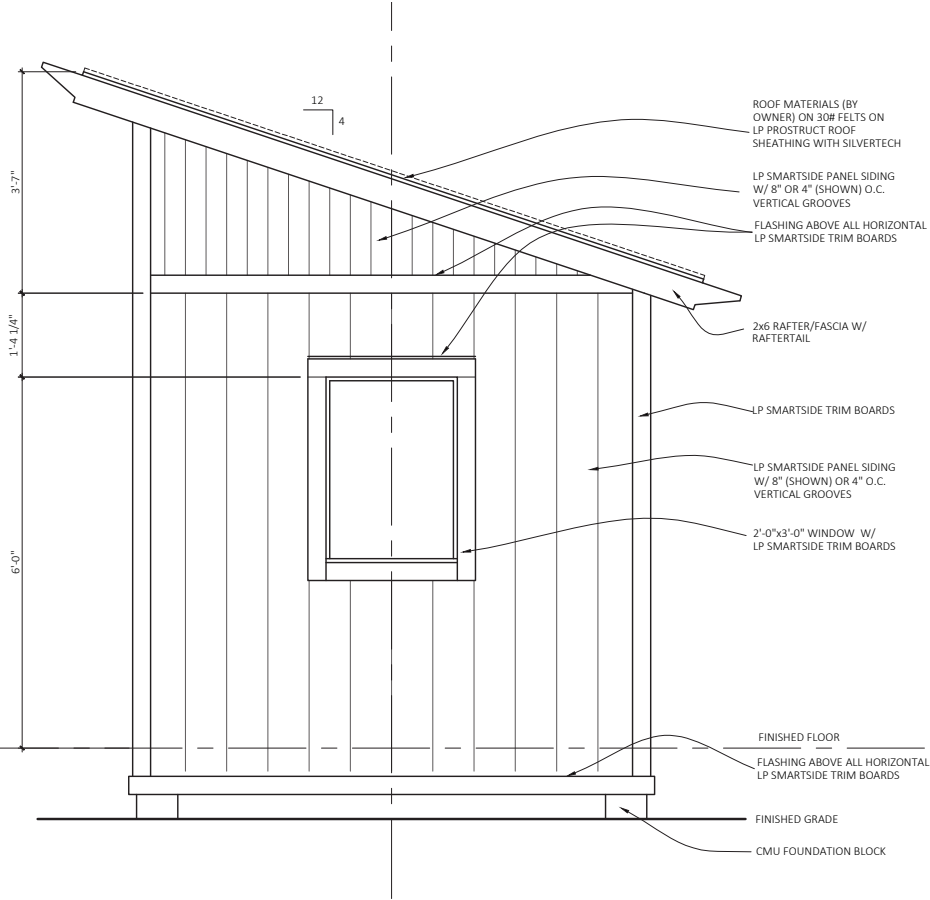 12
4
3'-7"
1'-4 1/4"
6'-0"
ROOF MATERIALS (BY
OWNER) ON 30# FELTS ON
LP PROSTRUCT ROOF
SHEATHING WITH SILVERTECH
LP SMARTSIDE PANEL SIDING
W/ 8" OR 4" (SHOWN) O.C.
VERTICAL GROOVES
FLASHING ABOVE ALL HORIZONTAL
LP SMARTSIDE TRIM BOARDS
2x6 RAFTER/FASCIA W/
RAFTERTAIL
LP SMARTSIDE TRIM BOARDS
LP SMARTSIDE PANEL SIDING
W/ 8" (SHOWN) OR 4" O.C.
VERTICAL GROOVES
2'-0"x3'-0" WINDOW W/
LP SMARTSIDE TRIM BOARDS
FINISHED FLOOR
FLASHING ABOVE ALL HORIZONTAL
LP SMARTSIDE TRIM BOARDS
FINISHED GRADE
CMU FOUNDATION BLOCK